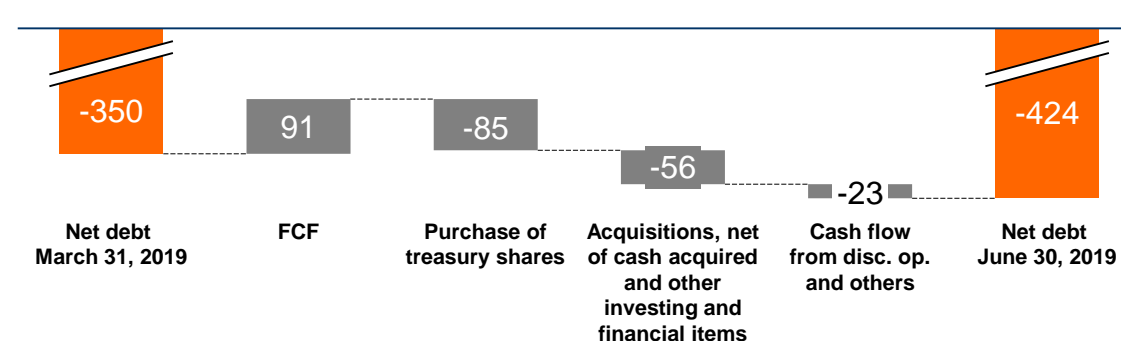 -350
91
-85
-56
-23
-424
Net debt
March 31, 2019
FCF
Purchase of
treasury shares
Acquisitions, net
of cash acquired
and other
investing and
financial items
Cash flow
from disc. op.
and others
Net debt
June 30, 2019